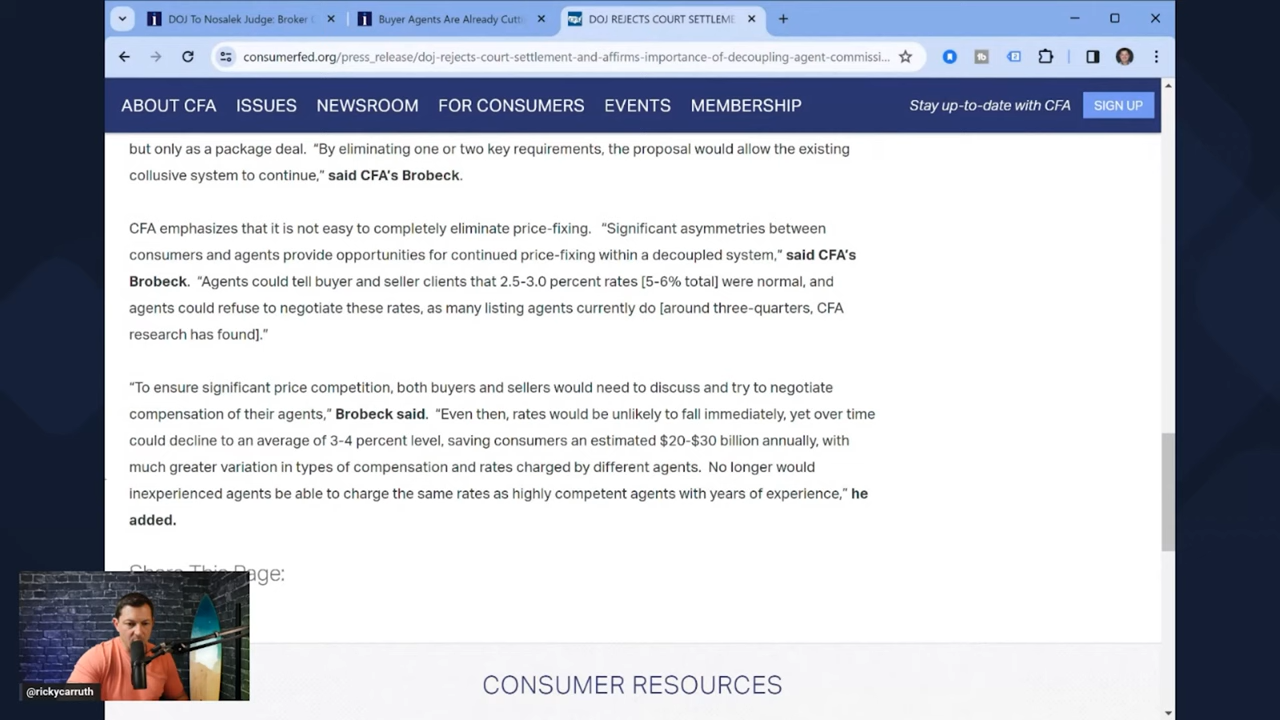 DOJ To Nosalek Judge: Broker
Buyer Agents Are Already Cutt
DOJ REJECTS COURT SETTLEME
consumerfed.org/press_release/doj-rejects-court-settlement-and-affirms-importance-of-decoupling-agent-commissi...
ABOUT CFA ISSUES NEWSROOM FOR CONSUMERS EVENTS MEMBERSHIP Stay up-to-date with CFA SIGN UP
but only as a package deal. “By eliminating one or two key requirements, the proposal would allow the existing
collusive system to continue,” said CFA’s Brobeck.
CFA emphasizes that it is not easy to completely eliminate price-fixing. “Significant asymmetries between
consumers and agents provide opportunities for continued price-fixing within a decoupled system,” said CFA’s
Brobeck. “Agents could tell buyer and seller clients that 2.5-3.0 percent rates [5-6% total] were normal, and
agents could refuse to negotiate these rates, as many listing agents currently do [around three-quarters, CFA
research has found].”
“To ensure significant price competition, both buyers and sellers would need to discuss and try to negotiate
compensation of their agents,” Brobeck said. “Even then, rates would be unlikely to fall immediately, yet over time
could decline to an average of 3-4 percent level, saving consumers an estimated $20-$30 billion annually, with
much greater variation in types of compensation and rates charged by different agents. No longer would
inexperienced agents be able to charge the same rates as highly competent agents with years of experience,” he
added.
Share This Page:
@rickycarruth
CONSUMER RESOURCES